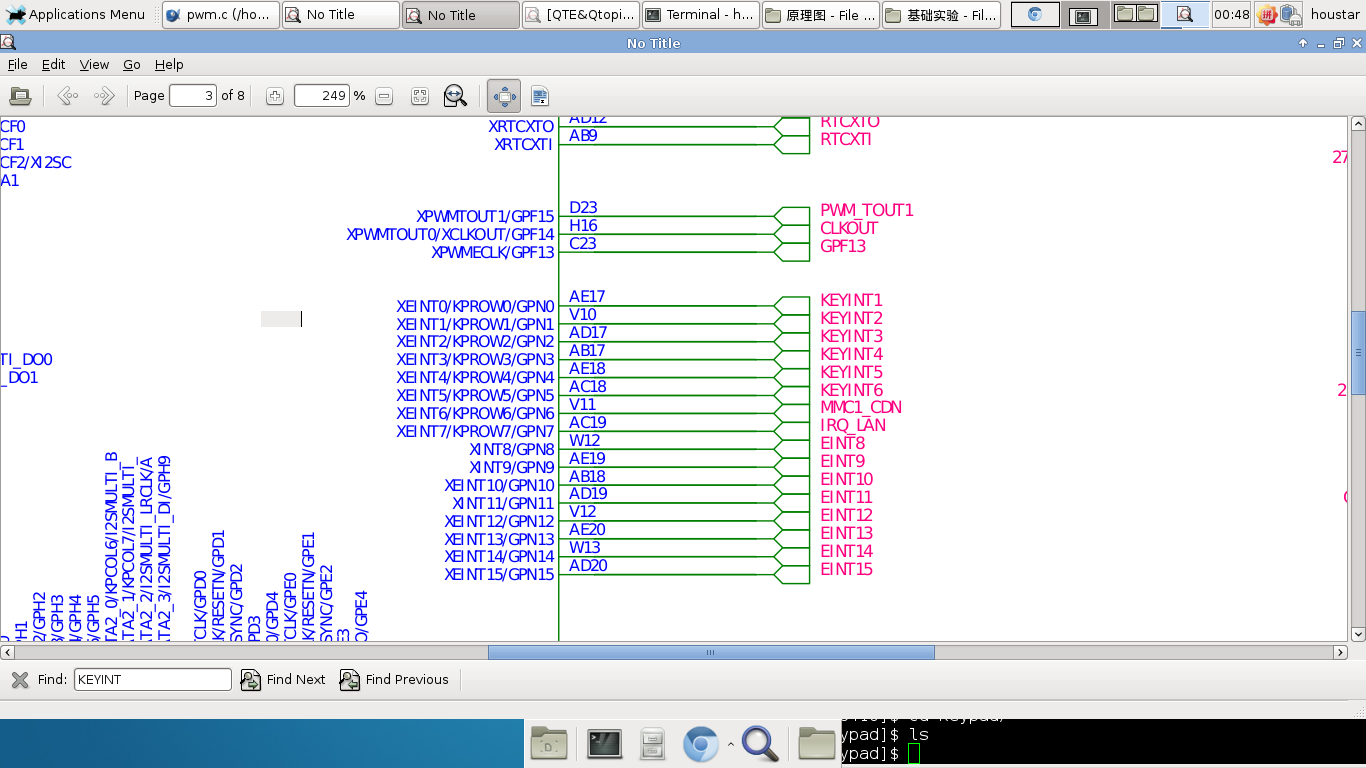 Applications Menu
pwm.c (/ho...
No Title
No Title
[QTE&Qtopi...
Terminal - h...
原理图 - File ...
基础实验 - Fil...
00:48
houstar
No Title
File Edit View Go Help
Page 3 of 8 249 %
CF0
CF1
CF2/XI2SC
A1
XRTCXTO AD12 RTCXTO
XRTCXTI AB9 RTCXTI
27
XPWMTOUT1/GPF15 D23 PWM_TOUT1
XPWMTOUT0/XCLKOUT/GPF14 H16 CLKOUT
XPWMECLK/GPF13 C23 GPF13
XEINT0/KPROW0/GPN0 AE17 KEYINT1
XEINT1/KPROW1/GPN1 V10 KEYINT2
XEINT2/KPROW2/GPN2 AD17 KEYINT3
XEINT3/KPROW3/GPN3 AB17 KEYINT4
XEINT4/KPROW4/GPN4 AE18 KEYINT5
XEINT5/KPROW5/GPN5 AC18 KEYINT6
XEINT6/KPROW6/GPN6 V11 MMC1_CDN
XEINT7/KPROW7/GPN7 AC19 IRQ_LAN
XINT8/GPN8 W12 EINT8
XINT9/GPN9 AE19 EINT9
XEINT10/GPN10 AB18 EINT10
XINT11/GPN11 AD19 EINT11
XEINT12/GPN12 V12 EINT12
XEINT13/GPN13 AE20 EINT13
XEINT14/GPN14 W13 EINT14
XEINT15/GPN15 AD20 EINT15
TI_DO0
_DO1
2
PH1
2/GPH2
/GPH3
/GPH4
/GPH5
TA2_0/KPCOL6/I2SMULTI_B
TA2_1/KPCOL7/I2SMULTI_
TA2_2/I2SMULTI_LRCLK/A
TA2_3/I2SMULTI_DI/GPH9
CLK/GPD0
/RESETN/GPD1
SYNC/GPD2
PD3
/GPD4
CLK/GPE0
/RESETN/GPE1
SYNC/GPE2
E3
/GPE4
Find: KEYINT Find Next Find Previous
ypad]$ ls
ypad]$